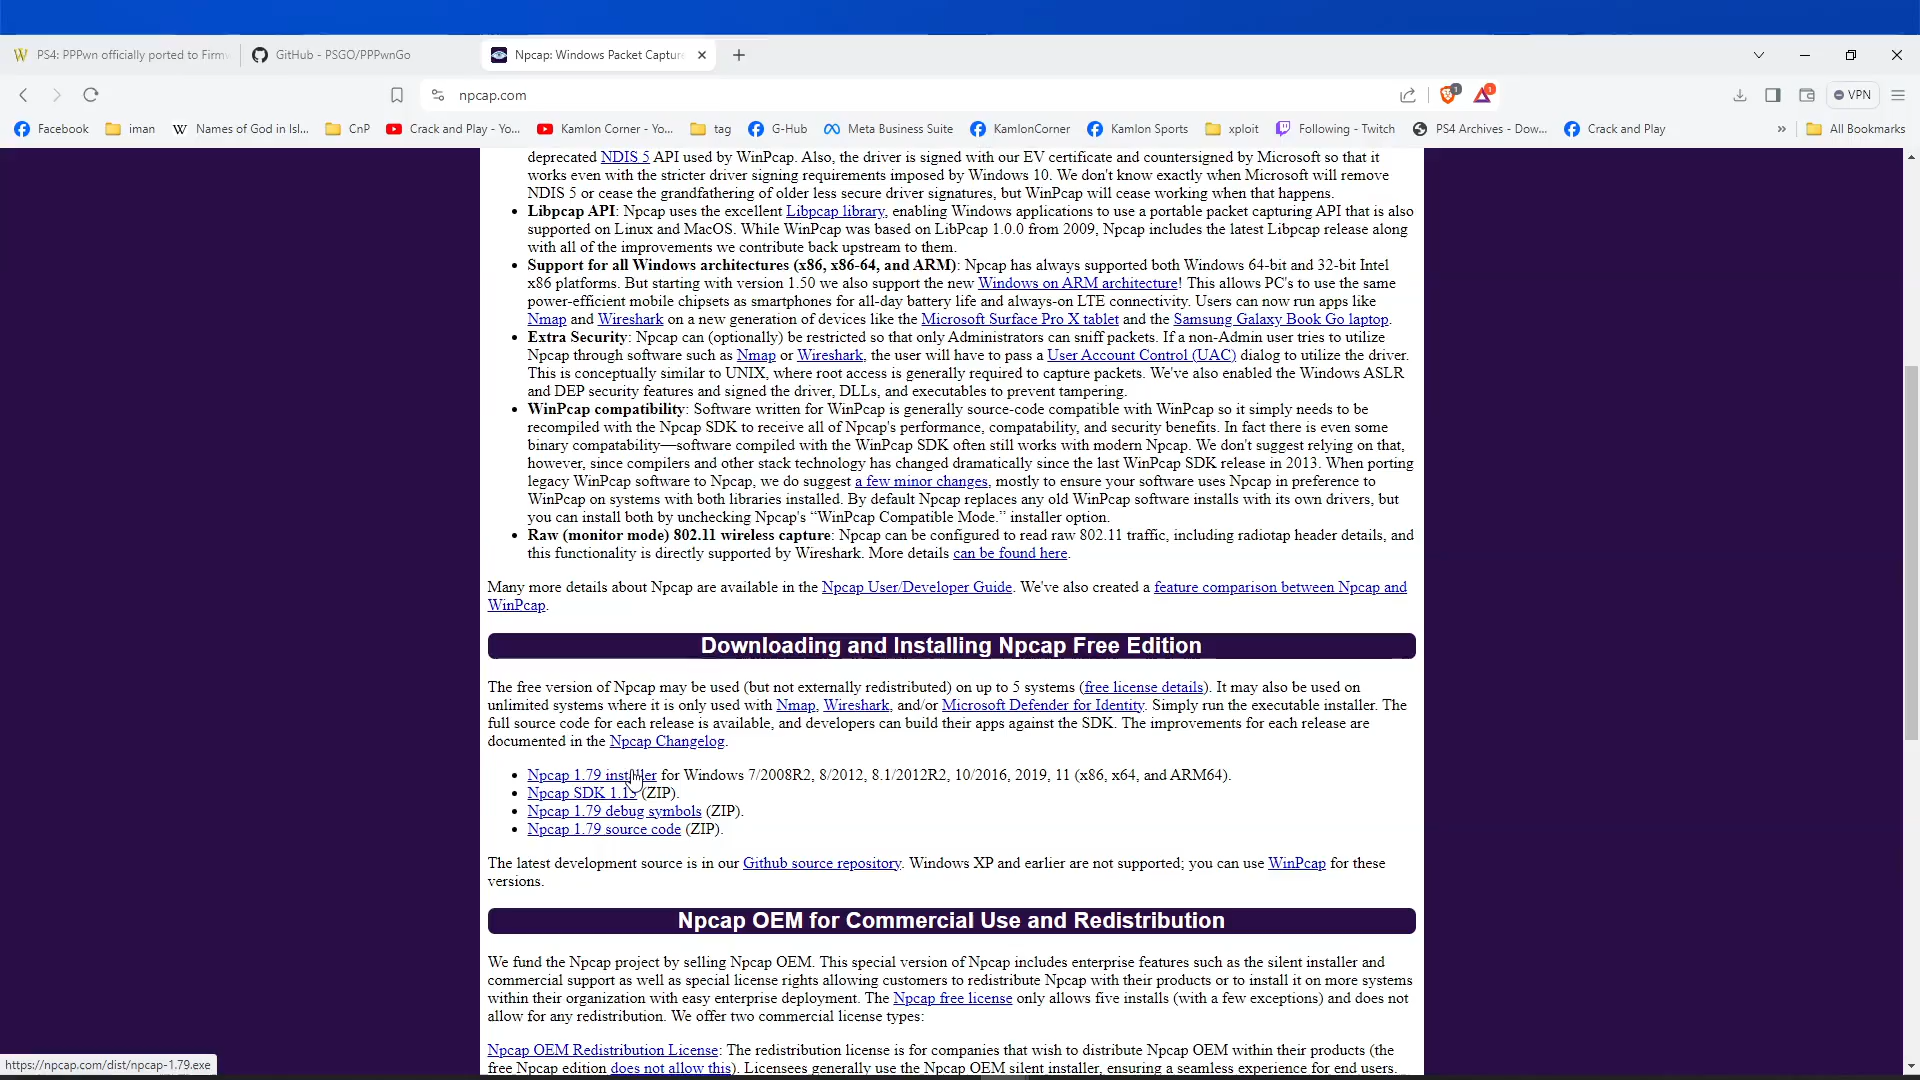 PS4: PPPwn officially ported to Firmw
GitHub - PSGO/PPPwnGo
Npcap: Windows Packet Capture
npcap.com
1
1
VPN
Facebook
iman
Names of God in Isl...
CnP
Crack and Play - Yo...
Kamlon Corner - Yo...
tag
G-Hub
Meta Business Suite
KamlonCorner
Kamlon Sports
xploit
Following - Twitch
PS4 Archives - Dow...
Crack and Play
»
All Bookmarks
deprecated NDIS 5 API used by WinPcap. Also, the driver is signed with our EV certificate and countersigned by Microsoft so that it
works even with the stricter driver signing requirements imposed by Windows 10. We don't know exactly when Microsoft will remove
NDIS 5 or cease the grandfathering of older less secure driver signatures, but WinPcap will cease working when that happens.
• Libpcap API: Npcap uses the excellent Libpcap library, enabling Windows applications to use a portable packet capturing API that is also
supported on Linux and MacOS. While WinPcap was based on LibPcap 1.0.0 from 2009, Npcap includes the latest Libpcap release along
with all of the improvements we contribute back upstream to them.
• Support for all Windows architectures (x86, x86-64, and ARM): Npcap has always supported both Windows 64-bit and 32-bit Intel
x86 platforms. But starting with version 1.50 we also support the new Windows on ARM architecture! This allows PC's to use the same
power-efficient mobile chipsets as smartphones for all-day battery life and always-on LTE connectivity. Users can now run apps like
Nmap and Wireshark on a new generation of devices like the Microsoft Surface Pro X tablet and the Samsung Galaxy Book Go laptop.
• Extra Security: Npcap can (optionally) be restricted so that only Administrators can sniff packets. If a non-Admin user tries to utilize
Npcap through software such as Nmap or Wireshark, the user will have to pass a User Account Control (UAC) dialog to utilize the driver.
This is conceptually similar to UNIX, where root access is generally required to capture packets. We've also enabled the Windows ASLR
and DEP security features and signed the driver, DLLs, and executables to prevent tampering.
• WinPcap compatibility: Software written for WinPcap is generally source-code compatible with WinPcap so it simply needs to be
recompiled with the Npcap SDK to receive all of Npcap's performance, compatability, and security benefits. In fact there is even some
binary compatability—software compiled with the WinPcap SDK often still works with modern Npcap. We don't suggest relying on that,
however, since compilers and other stack technology has changed dramatically since the last WinPcap SDK release in 2013. When porting
legacy WinPcap software to Npcap, we do suggest a few minor changes, mostly to ensure your software uses Npcap in preference to
WinPcap on systems with both libraries installed. By default Npcap replaces any old WinPcap software installs with its own drivers, but
you can install both by unchecking Npcap's “WinPcap Compatible Mode.” installer option.
• Raw (monitor mode) 802.11 wireless capture: Npcap can be configured to read raw 802.11 traffic, including radiotap header details, and
this functionality is directly supported by Wireshark. More details can be found here.
Many more details about Npcap are available in the Npcap User/Developer Guide. We've also created a feature comparison between Npcap and
WinPcap.
Downloading and Installing Npcap Free Edition
The free version of Npcap may be used (but not externally redistributed) on up to 5 systems (free license details). It may also be used on
unlimited systems where it is only used with Nmap, Wireshark, and/or Microsoft Defender for Identity. Simply run the executable installer. The
full source code for each release is available, and developers can build their apps against the SDK. The improvements for each release are
documented in the Npcap Changelog.
• Npcap 1.79 installer for Windows 7/2008R2, 8/2012, 8.1/2012R2, 10/2016, 2019, 11 (x86, x64, and ARM64).
• Npcap SDK 1.13 (ZIP).
• Npcap 1.79 debug symbols (ZIP).
• Npcap 1.79 source code (ZIP).
The latest development source is in our Github source repository. Windows XP and earlier are not supported; you can use WinPcap for these
versions.
Npcap OEM for Commercial Use and Redistribution
We fund the Npcap project by selling Npcap OEM. This special version of Npcap includes enterprise features such as the silent installer and
commercial support as well as special license rights allowing customers to redistribute Npcap with their products or to install it on more systems
within their organization with easy enterprise deployment. The Npcap free license only allows five installs (with a few exceptions) and does not
allow for any redistribution. We offer two commercial license types:
Npcap OEM Redistribution License: The redistribution license is for companies that wish to distribute Npcap OEM within their products (the
free Npcap edition does not allow this). Licensees generally use the Npcap OEM silent installer, ensuring a seamless experience for end users.
https://npcap.com/dist/npcap-1.79.exe